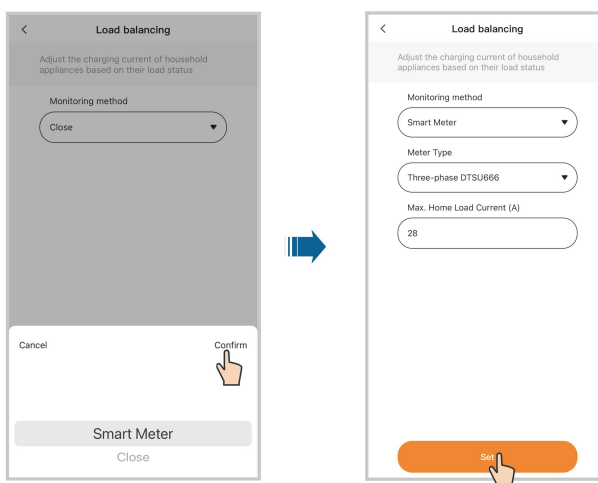 Load balancing
Adjust the charging current of household
appliances based on their load status
Monitoring method
Close
Cancel
Confirm
Smart Meter
Close
Load balancing
Adjust the charging current of household
appliances based on their load status
Monitoring method
Smart Meter
Meter Type
Three-phase DTSU666
Max. Home Load Current (A)
28
Set